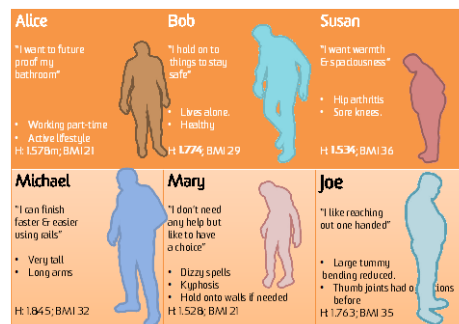 Alice
"I want to future
proof my
bathroom"
• Working part-time
• Active lifestyle
H: 1.578m; BMI 21
Bob
"I hold on to
things to stay
safe"
• Lives alone.
• Healthy
H: 1.774; BMI 29
Susan
"I want warmth
& spaciousness"
• Hip arthritis
• Sore knees.
H: 1.534; BMI 36
Michael
"I can finish
faster & easier
using rails"
• Very tall
• Long arms
H: 1.845; BMI 32
Mary
"I don't need
any help but
like to have
a choice"
• Dizzy spells
• Kyphosis
• Hold onto walls if needed
H: 1.528; BMI 21
Joe
"I like reaching
out one handed"
• Large tummy
bending reduced.
• Thumb joints had
before
H: 1.763; BMI 35